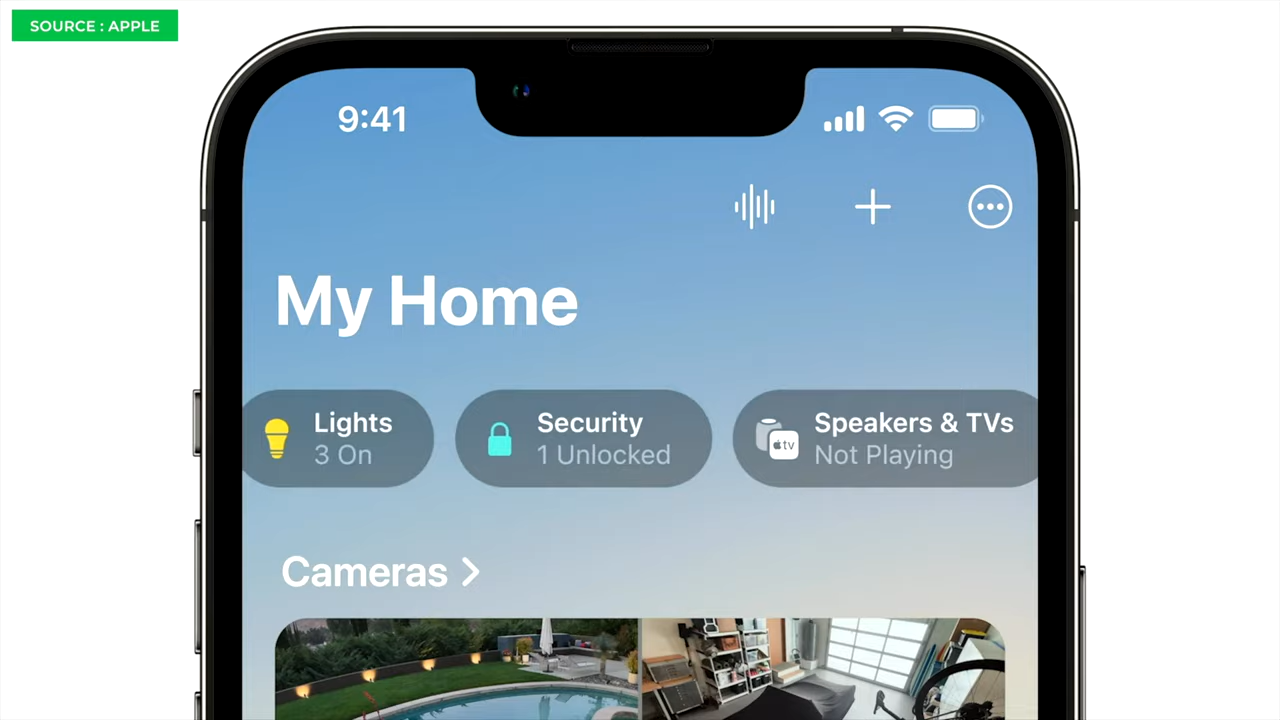 SOURCE : APPLE
9:41
My Home
Lights
3 On
Security
1 Unlocked
Speakers & TVs
Not Playing
tv
Cameras